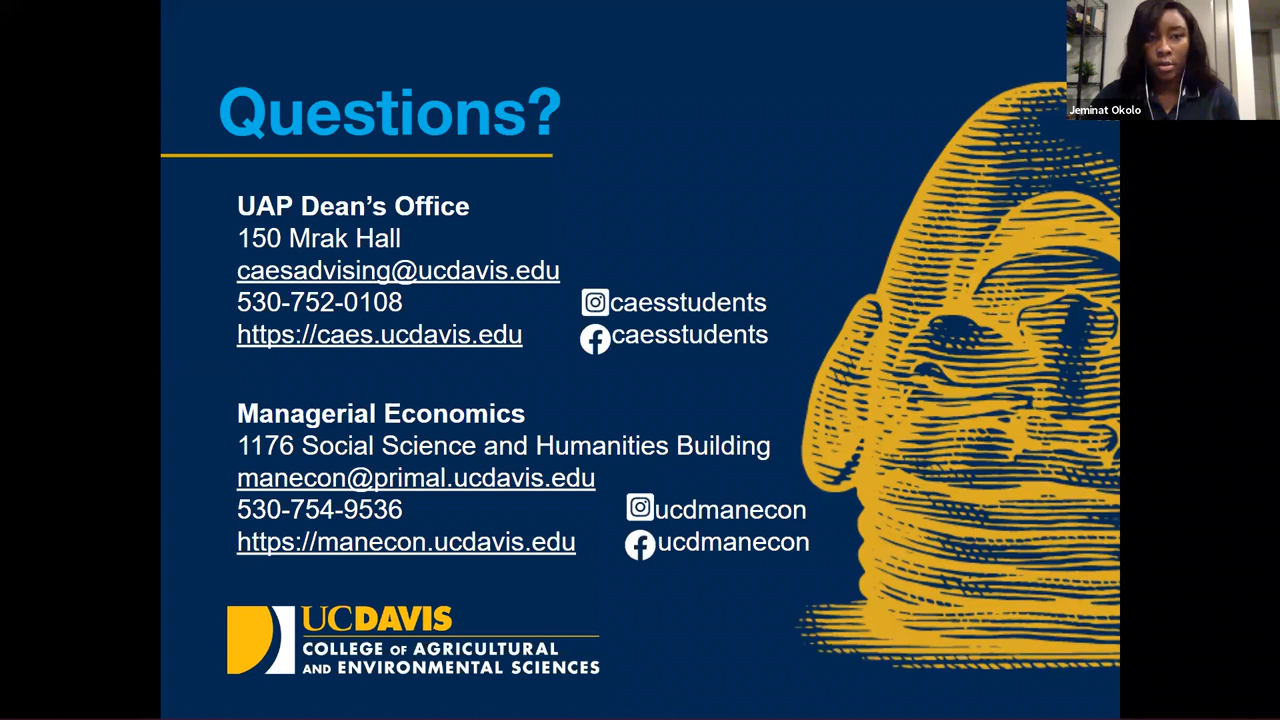 Jeminat Okolo
Questions?
UAP Dean's Office
150 Mrak Hall
caesadvising@ucdavis.edu
530-752-0108
caesstudents
https://caes.ucdavis.edu
caesstudents
Managerial Economics
1176 Social Science and Humanities Building
manecon@primal.ucdavis.edu
530-754-9536
ucdmanecon
https://manecon.ucdavis.edu
ucdmanecon
UCDAVIS
COLLEGE OF AGRICULTURAL
AND ENVIRONMENTAL SCIENCES